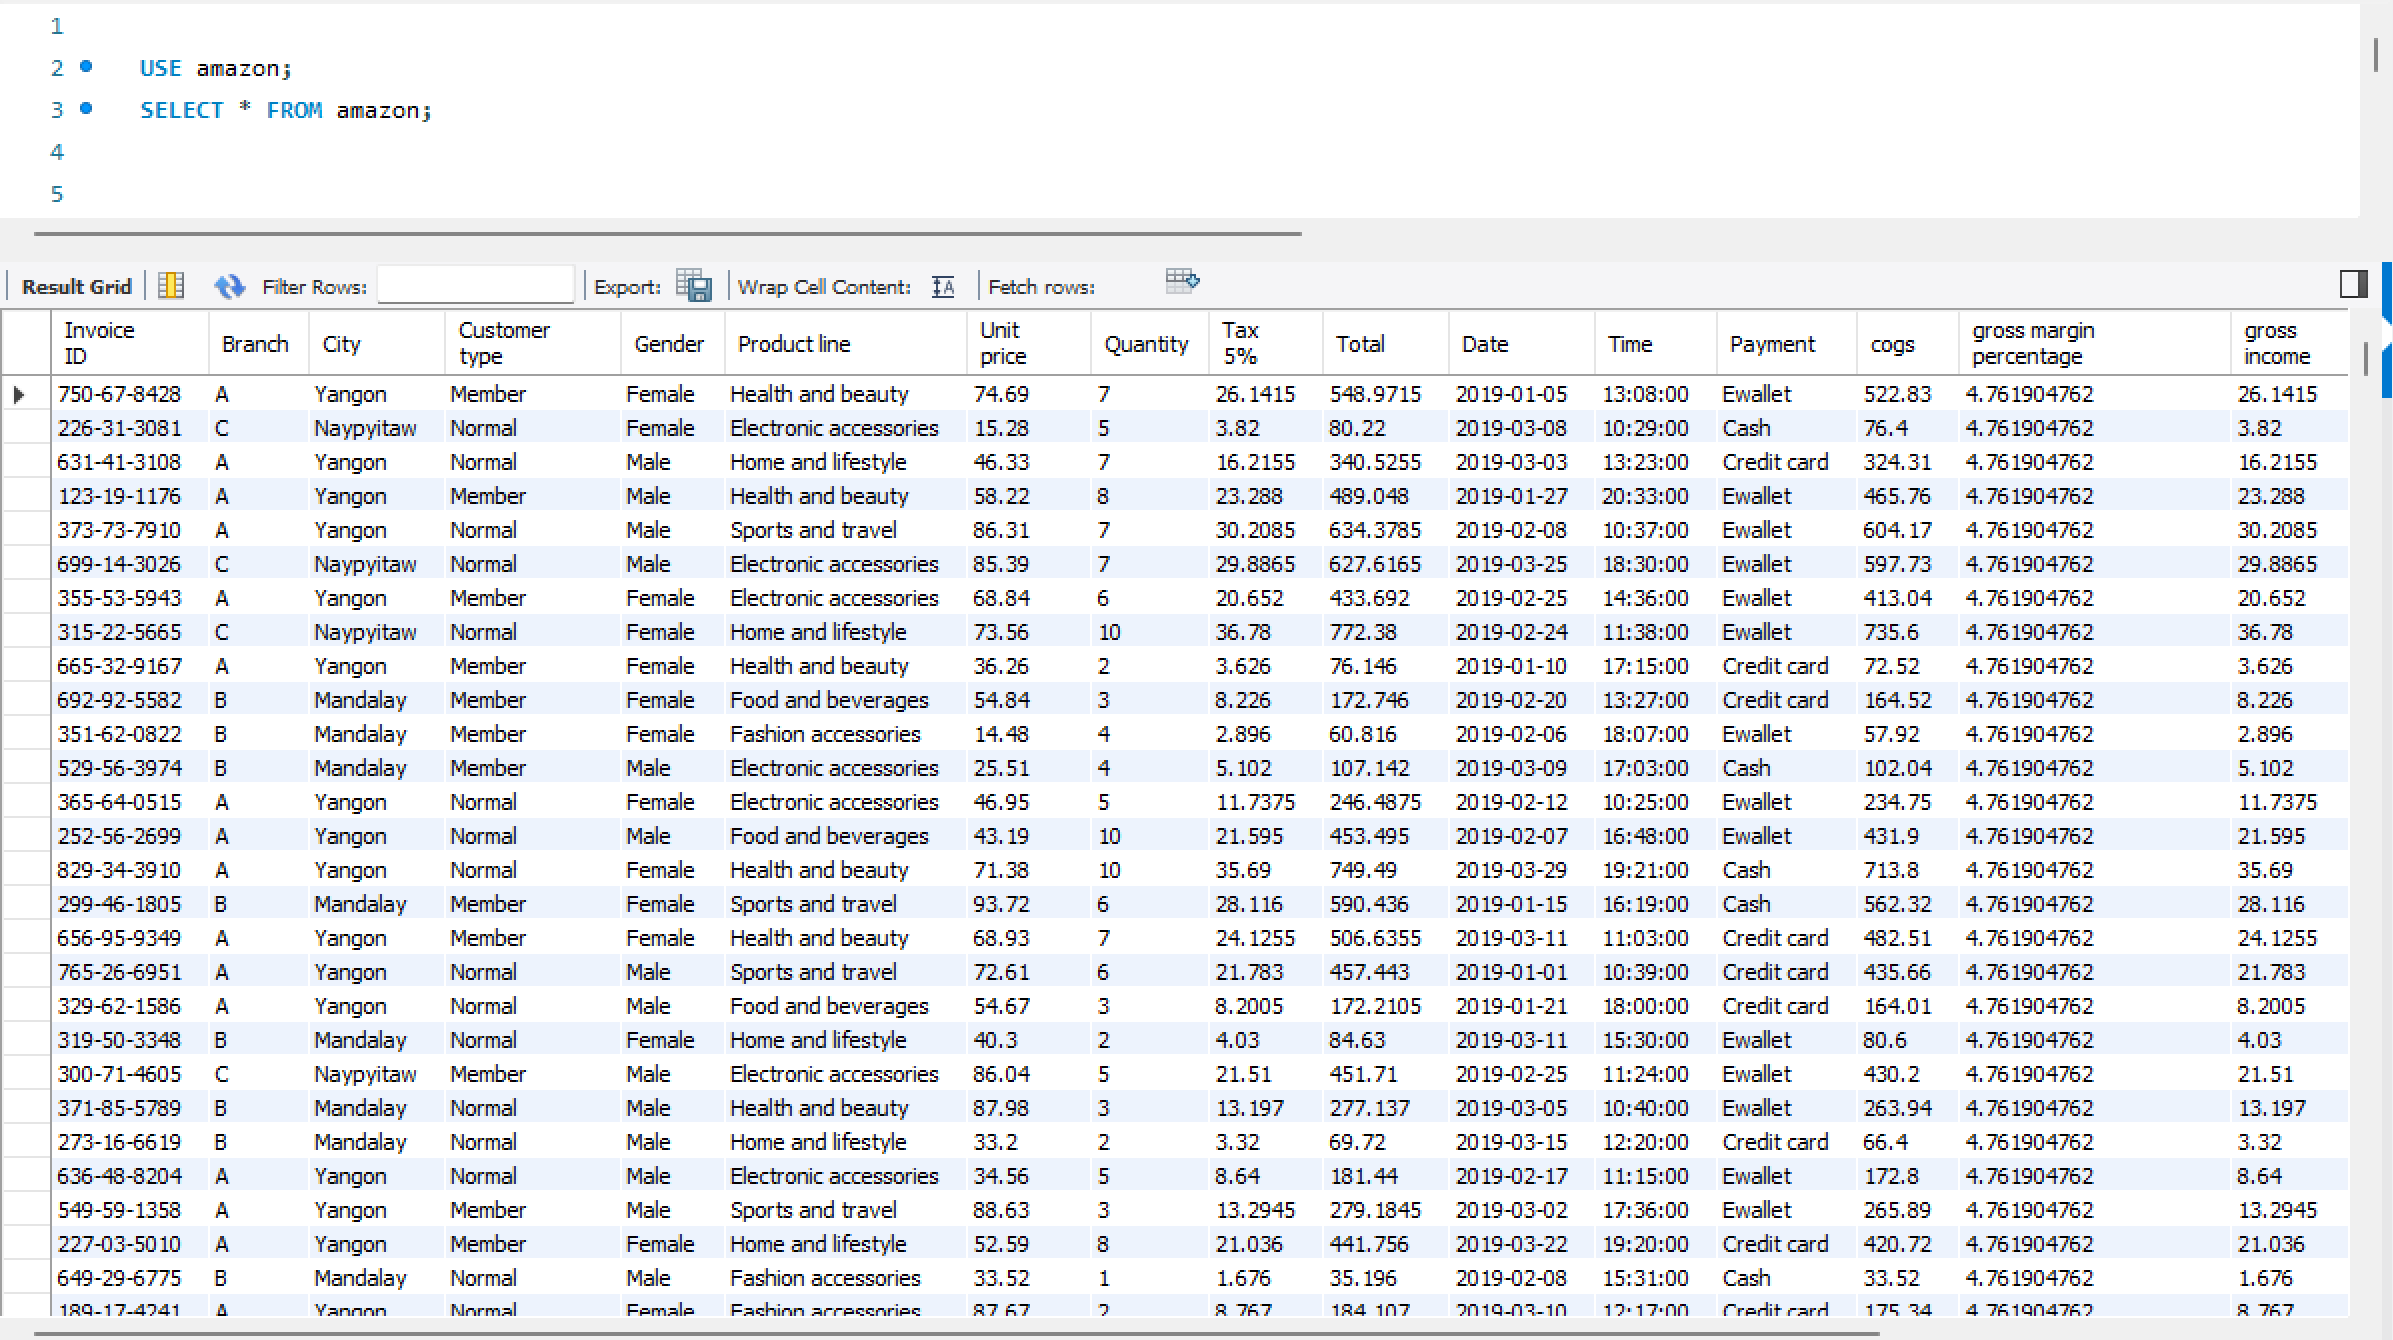 1
2 USE amazon;
3 SELECT * FROM amazon;
4
5
Result Grid Filter Rows: Export: Wrap Cell Content: Fetch rows:
Invoice ID Branch City Customer type Gender Product line Unit price Quantity Tax 5% Total Date Time Payment cogs gross margin percentage gross income
750-67-8428 A Yangon Member Female Health and beauty 74.69 7 26.1415 548.9715 2019-01-05 13:08:00 Ewallet 522.83 4.761904762 26.1415
226-31-3081 C Naypyitaw Normal Female Electronic accessories 15.28 5 3.82 80.22 2019-03-08 10:29:00 Cash 76.4 4.761904762 3.82
631-41-3108 A Yangon Normal Male Home and lifestyle 46.33 7 16.2155 340.5255 2019-03-03 13:23:00 Credit card 324.31 4.761904762 16.2155
123-19-1176 A Yangon Member Male Health and beauty 58.22 8 23.288 489.048 2019-01-27 20:33:00 Ewallet 465.76 4.761904762 23.288
373-73-7910 A Yangon Normal Male Sports and travel 86.31 7 30.2085 634.3785 2019-02-08 10:37:00 Ewallet 604.17 4.761904762 30.2085
699-14-3026 C Naypyitaw Normal Male Electronic accessories 85.39 7 29.8865 627.6165 2019-03-25 18:30:00 Ewallet 597.73 4.761904762 29.8865
355-53-5943 A Yangon Member Female Electronic accessories 68.84 6 20.652 433.692 2019-02-25 14:36:00 Ewallet 413.04 4.761904762 20.652
315-22-5665 C Naypyitaw Normal Female Home and lifestyle 73.56 10 36.78 772.38 2019-02-24 11:38:00 Ewallet 735.6 4.761904762 36.78
665-32-9167 A Yangon Member Female Health and beauty 36.26 2 3.626 76.146 2019-01-10 17:15:00 Credit card 72.52 4.761904762 3.626
692-92-5582 B Mandalay Member Female Food and beverages 54.84 3 8.226 172.746 2019-02-20 13:27:00 Credit card 164.52 4.761904762 8.226
351-62-0822 B Mandalay Member Female Fashion accessories 14.48 4 2.896 60.816 2019-02-06 18:07:00 Ewallet 57.92 4.761904762 2.896
529-56-3974 B Mandalay Member Male Electronic accessories 25.51 4 5.102 107.142 2019-03-09 17:03:00 Cash 102.04 4.761904762 5.102
365-64-0515 A Yangon Normal Female Electronic accessories 46.95 5 11.7375 246.4875 2019-02-12 10:25:00 Ewallet 234.75 4.761904762 11.7375
252-56-2699 A Yangon Normal Male Food and beverages 43.19 10 21.595 453.495 2019-02-07 16:48:00 Ewallet 431.9 4.761904762 21.595
829-34-3910 A Yangon Normal Female Health and beauty 71.38 10 35.69 749.49 2019-03-29 19:21:00 Cash 713.8 4.761904762 35.69
299-46-1805 B Mandalay Member Female Sports and travel 93.72 6 28.116 590.436 2019-01-15 16:19:00 Cash 562.32 4.761904762 28.116
656-95-9349 A Yangon Member Female Health and beauty 68.93 7 24.1255 506.6355 2019-03-11 11:03:00 Credit card 482.51 4.761904762 24.1255
765-26-6951 A Yangon Normal Male Sports and travel 72.61 6 21.783 457.443 2019-01-01 10:39:00 Credit card 435.66 4.761904762 21.783
329-62-1586 A Yangon Normal Male Food and beverages 54.67 3 8.2005 172.2105 2019-01-21 18:00:00 Credit card 164.01 4.761904762 8.2005
319-50-3348 B Mandalay Normal Female Home and lifestyle 40.3 2 4.03 84.63 2019-03-11 15:30:00 Ewallet 80.6 4.761904762 4.03
300-71-4605 C Naypyitaw Member Male Electronic accessories 86.04 5 21.51 451.71 2019-02-25 11:24:00 Ewallet 430.2 4.761904762 21.51
371-85-5789 B Mandalay Normal Male Health and beauty 87.98 3 13.197 277.137 2019-03-05 10:40:00 Ewallet 263.94 4.761904762 13.197
273-16-6619 B Mandalay Normal Male Home and lifestyle 33.2 2 3.32 69.72 2019-03-15 12:20:00 Credit card 66.4 4.761904762 3.32
636-48-8204 A Yangon Normal Male Electronic accessories 34.56 5 8.64 181.44 2019-02-17 11:15:00 Ewallet 172.8 4.761904762 8.64
549-59-1358 A Yangon Member Male Sports and travel 88.63 3 13.2945 279.1845 2019-03-02 17:36:00 Ewallet 265.89 4.761904762 13.2945
227-03-5010 A Yangon Member Female Home and lifestyle 52.59 8 21.036 441.756 2019-03-22 19:20:00 Credit card 420.72 4.761904762 21.036
649-29-6775 B Mandalay Normal Male Fashion accessories 33.52 1 1.676 35.196 2019-02-08 15:31:00 Cash 33.52 4.761904762 1.676
189-17-4241 A Yangon Normal Female Fashion accessories 87.67 2 8.767 184.107 2019-03-10 12:17:00 Credit card 175.34 4.761904762 8.767